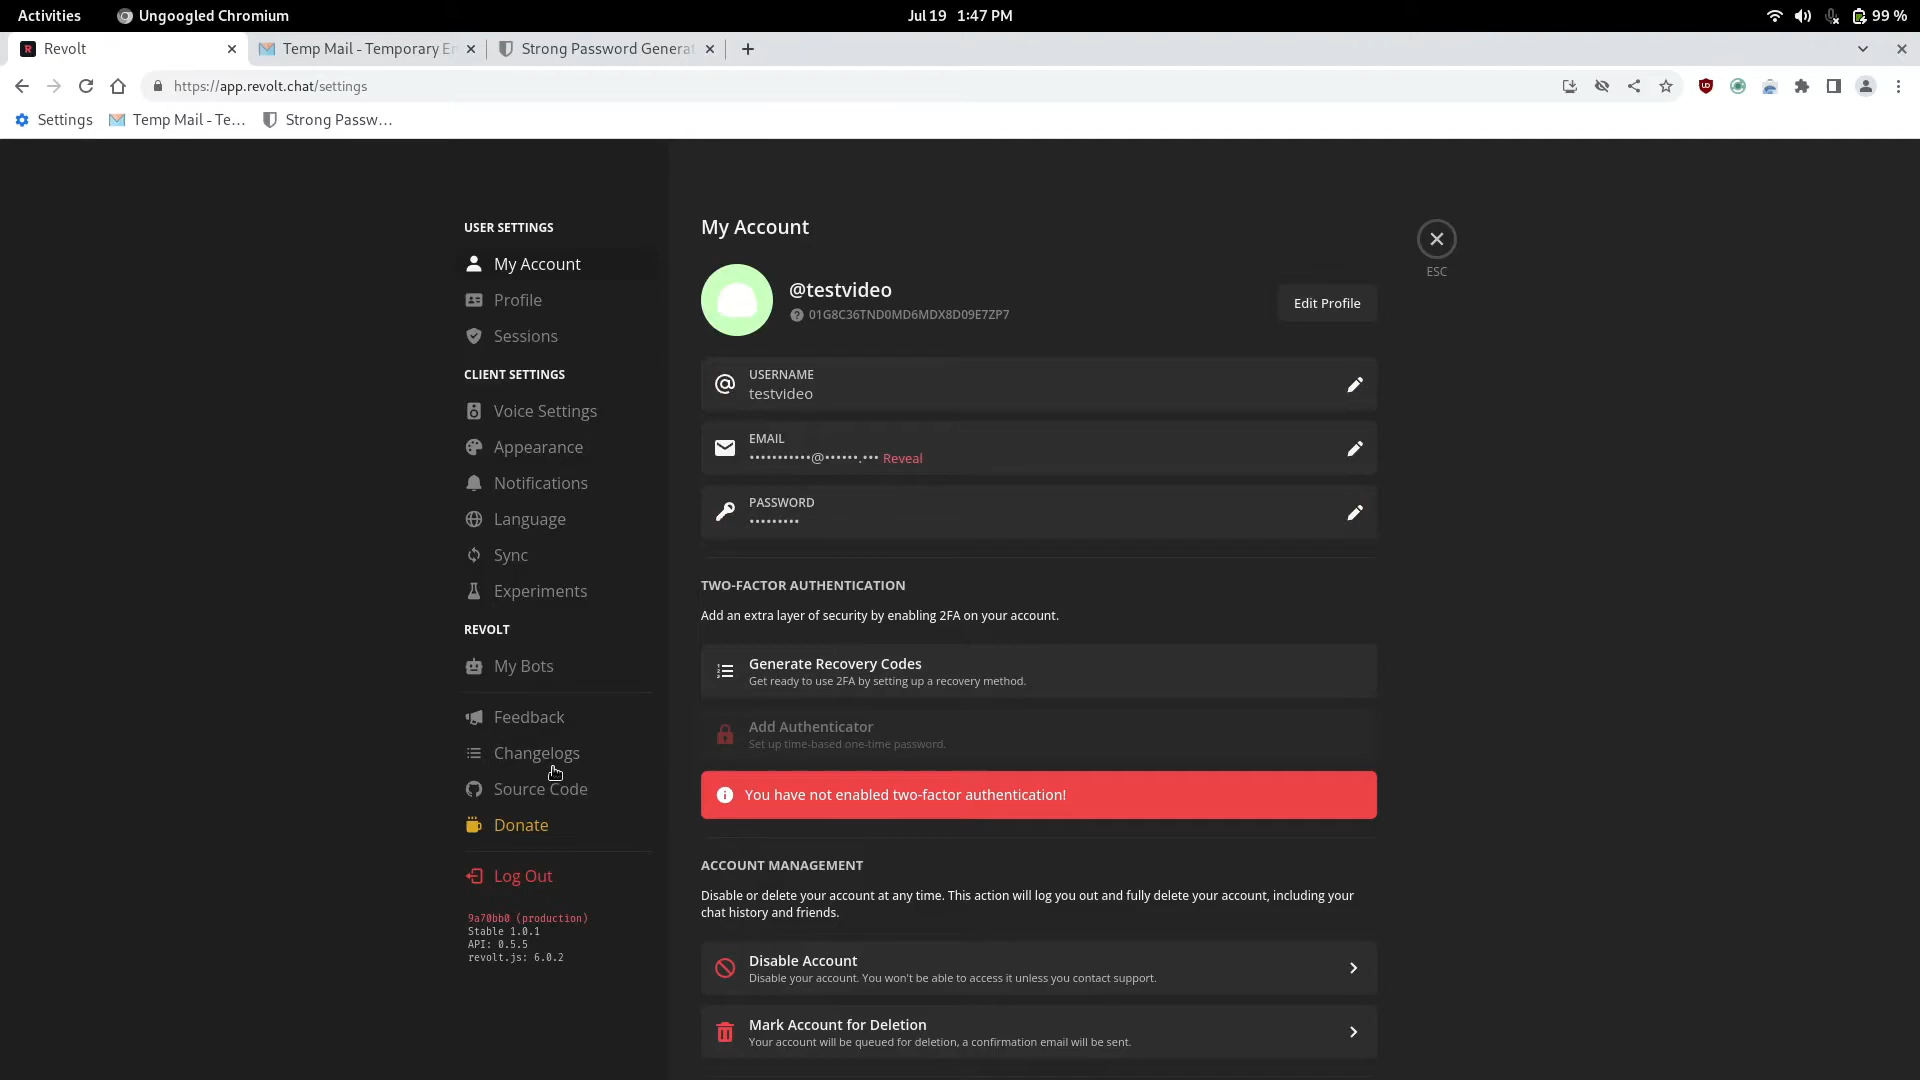 Activities
Ungoogled Chromium
Jul 19 1:47 PM
99 %
Revolt
Temp Mail - Temporary Em
Strong Password Generat
https://app.revolt.chat/settings
Settings
Temp Mail - Te...
Strong Passw...
USER SETTINGS
My Account
Profile
Sessions
CLIENT SETTINGS
Voice Settings
Appearance
Notifications
Language
Sync
Experiments
REVOLT
My Bots
Feedback
Changelogs
Source Code
Donate
Log Out
9a70bb0 (production)
Stable 1.0.1
API: 0.5.5
revolt.js: 6.0.2
My Account
@testvideo
01G8C36TND0MD6MDX8D09E7ZP7
Edit Profile
ESC
USERNAME
testvideo
EMAIL
•••••••••••@••••••.••• Reveal
PASSWORD
•••••••••
TWO-FACTOR AUTHENTICATION
Add an extra layer of security by enabling 2FA on your account.
Generate Recovery Codes
Get ready to use 2FA by setting up a recovery method.
Add Authenticator
Set up time-based one-time password.
You have not enabled two-factor authentication!
ACCOUNT MANAGEMENT
Disable or delete your account at any time. This action will log you out and fully delete your account, including your
chat history and friends.
Disable Account
Disable your account. You won't be able to access it unless you contact support.
Mark Account for Deletion
Your account will be queued for deletion, a confirmation email will be sent.